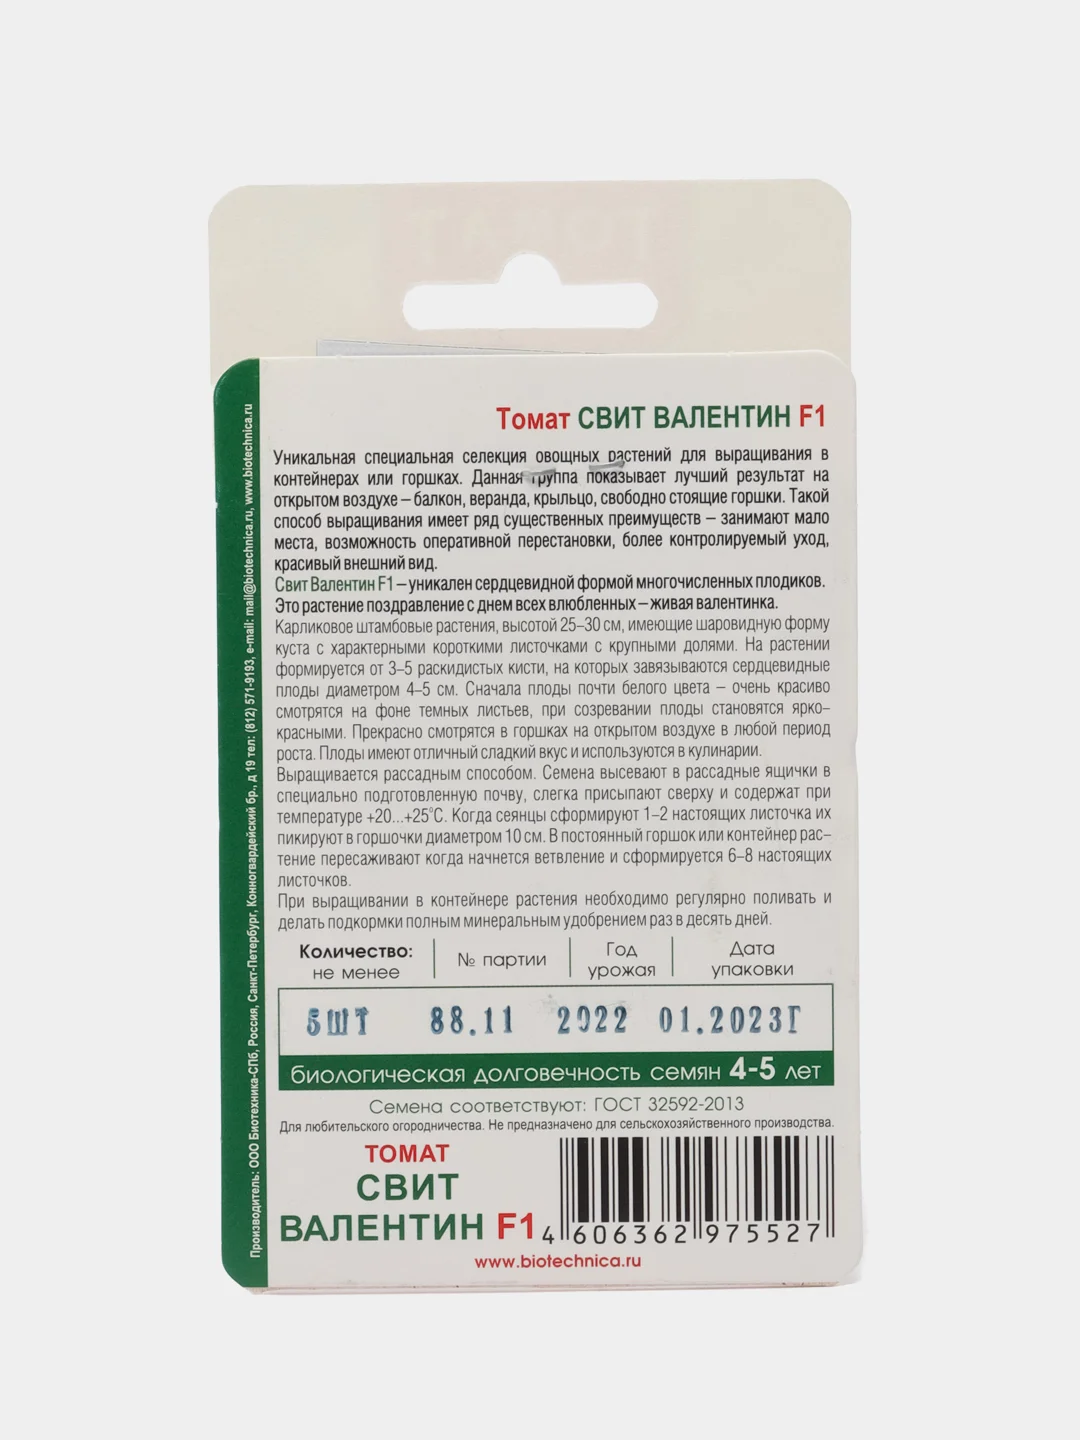 Томат СВИТ ВАЛЕНТИН F1
Уникальная специальная селекция овощных растений для выращивания в
контейнерах или горшках. Данная группа показывает лучший результат на
открытом воздухе – балкон, веранда, крыльцо, свободно стоящие горшки. Такой
способ выращивания имеет ряд существенных преимуществ – занимают мало
места, возможность оперативной перестановки, более контролируемый уход,
красивый внешний вид.
Свит Валентин F1 – уникален сердцевидной формой многочисленных плодиков.
Это растение поздравление с днем всех влюбленных – живая валентинка.
Карликовое штамбовые растения, высотой 25–30 см, имеющие шаровидную форму
куста с характерными короткими листочками с крупными долями. На растении
формируется от 3–5 раскидистых кисти, на которых завязываются сердцевидные
плоды диаметром 4–5 см. Сначала плоды почти белого цвета – очень красиво
смотрятся на фоне темных листьев, при созревании плоды становятся ярко-
красными. Прекрасно смотрятся в горшках на открытом воздухе в любой период
роста. Плоды имеют отличный сладкий вкус и используются в кулинарии.
Выращивается рассадным способом. Семена высевают в рассадные ящички в
специально подготовленную почву, слегка присыпают сверху и содержат при
температуре +20...+25°С. Когда сеянцы сформируют 1–2 настоящих листочка их
пикируют в горшочки диаметром 10 см. В постоянный горшок или контейнер рас-
тение пересаживают когда начнется ветвление и сформируется 6–8 настоящих
листочков.
При выращивании в контейнере растения необходимо регулярно поливать и
делать подкормки полным минеральным удобрением раз в десять дней.
Количество:
не менее
№ партии
Год
урожая
Дата
упаковки
5ШТ 88.11 2022 01.2023Г
биологическая долговечность семян 4-5 лет
Семена соответствуют: ГОСТ 32592-2013
Для любительского огородничества. Не предназначено для сельскохозяйственного производства.
ТОМАТ
СВИТ
ВАЛЕНТИН F1
4 606362 975527
www.biotechnica.ru
Производитель: ООО Биотехника-СПб, Россия, Санкт-Петербург, Конногвардейский бр., д 19 тел: (812) 571-9193, e-mail: mail@biotechnica.ru, www.biotechnica.ru